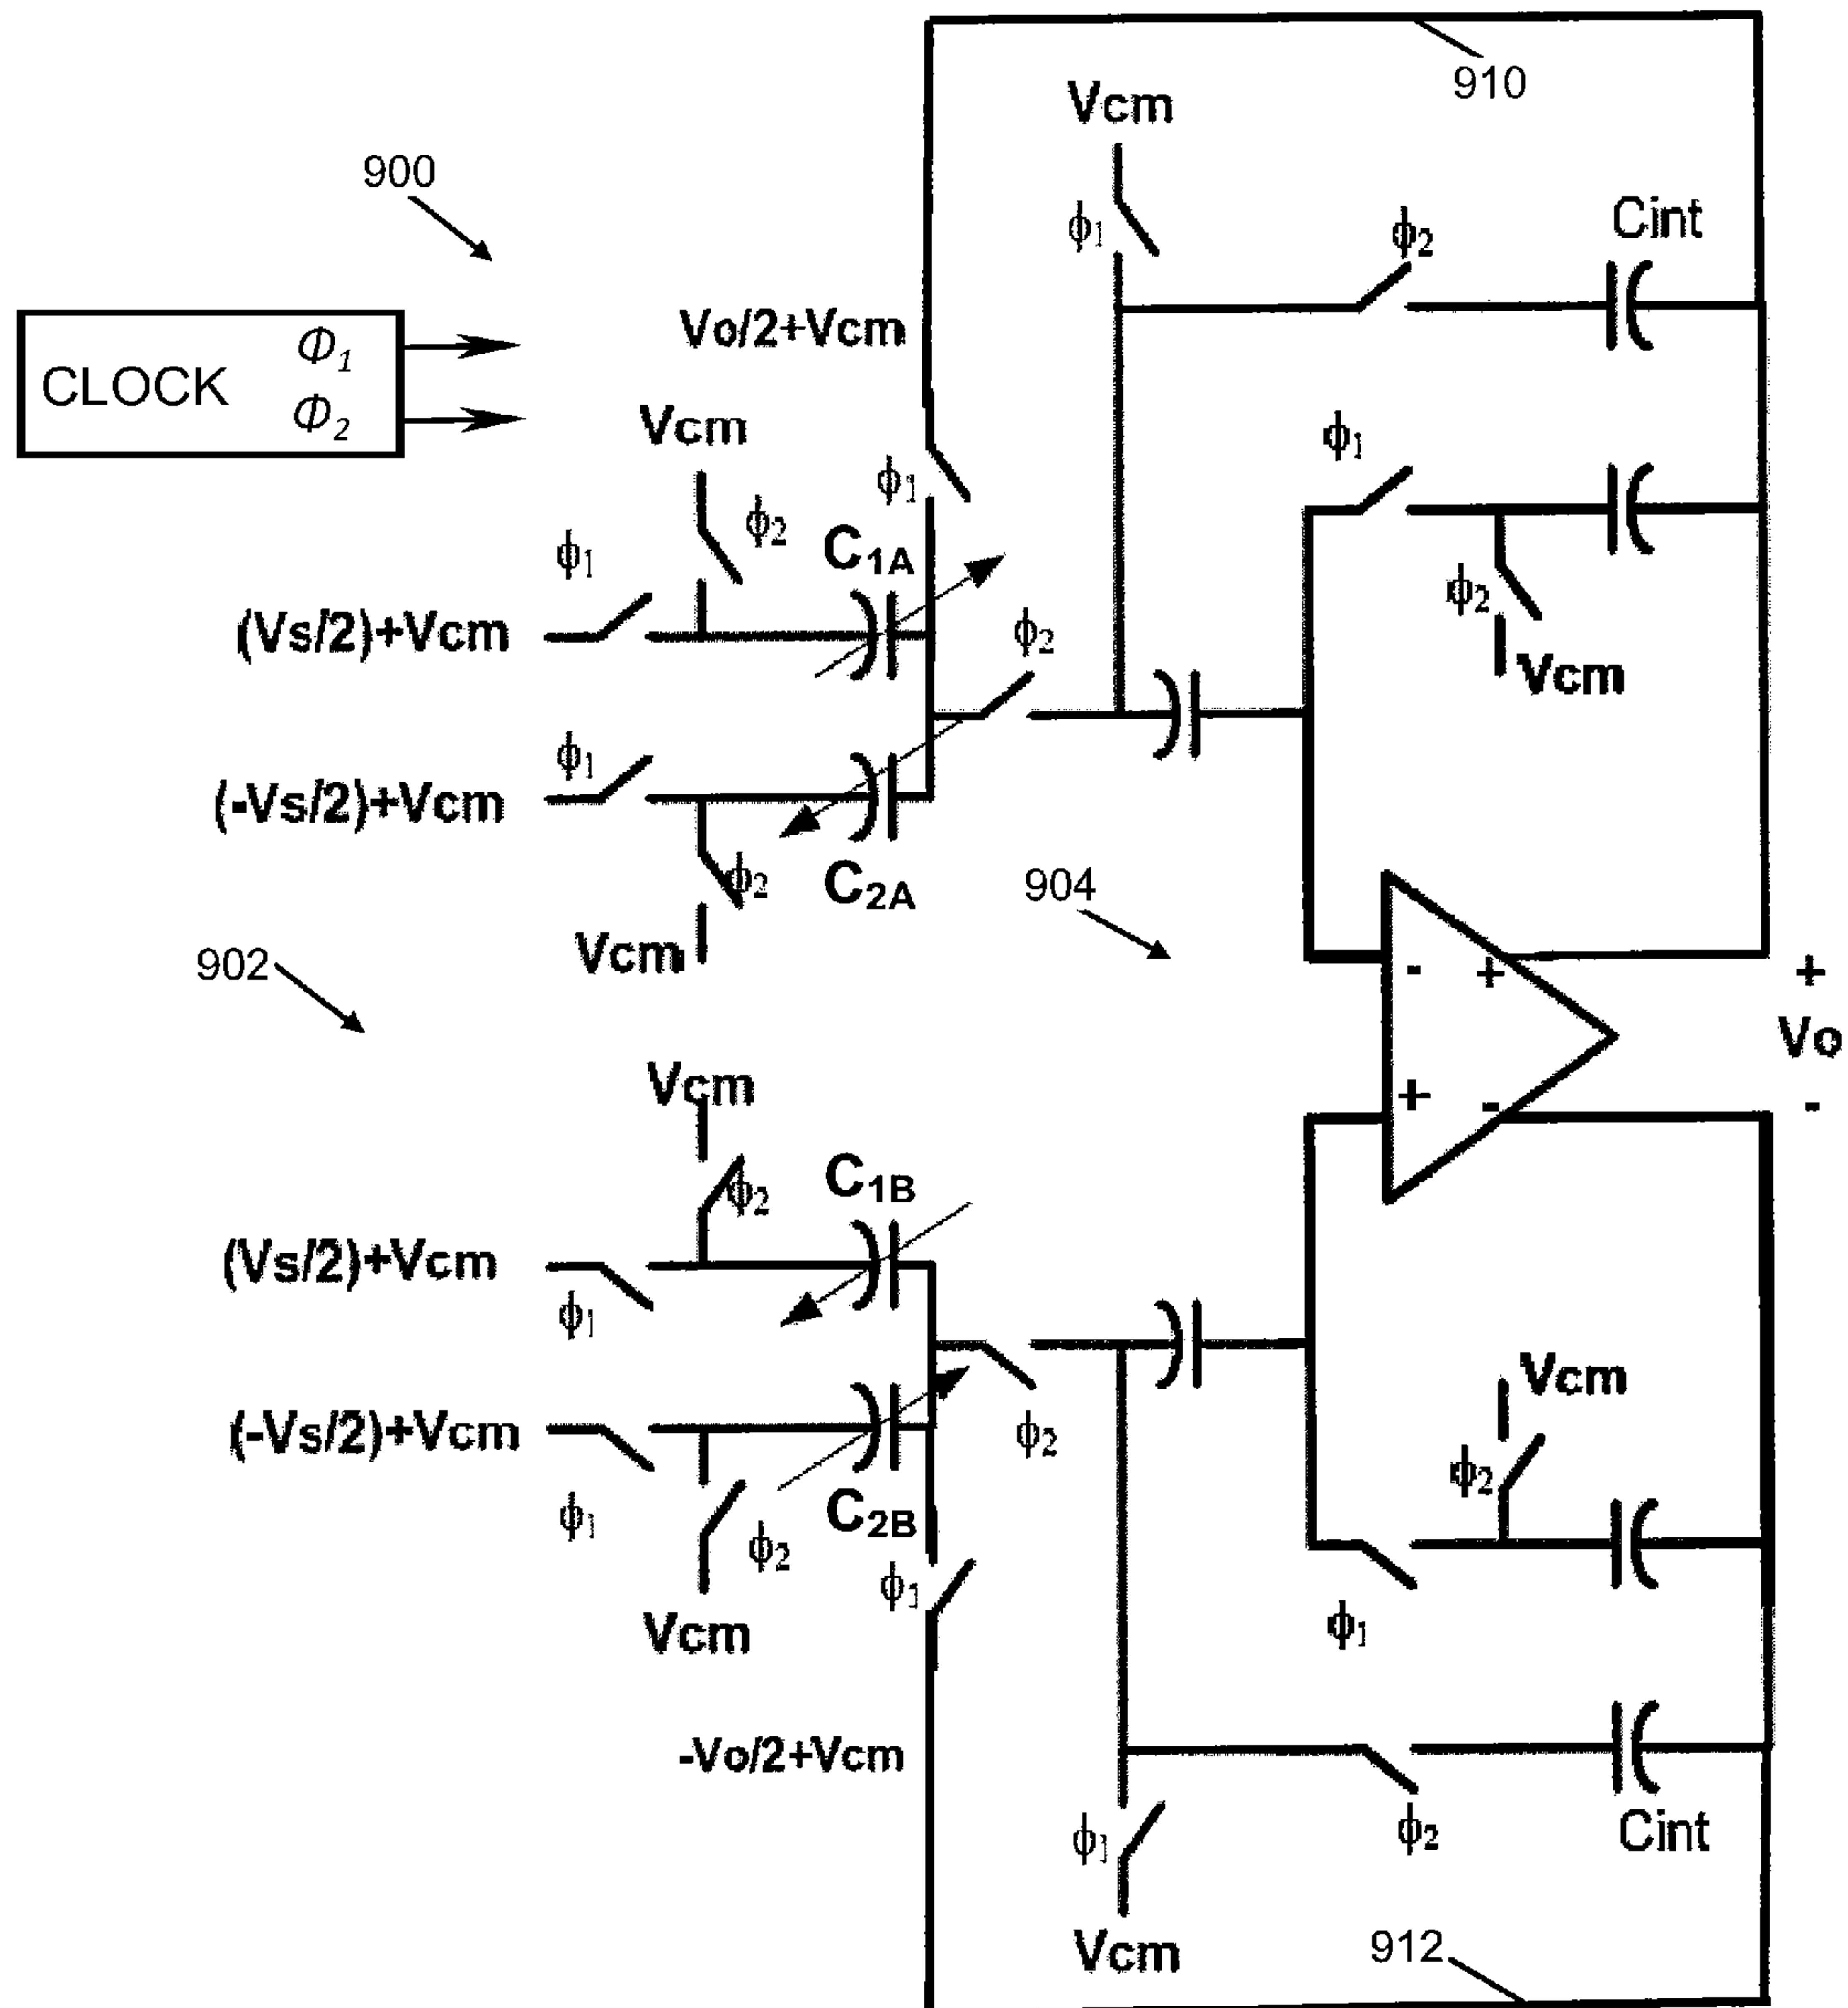 910
Vcm
900
ϕ1
ϕ2
Cint
Vo/2+Vcm
CLOCK Φ1
Φ2
Vcm
ϕ1
ϕ1
ϕ2
C1A
ϕ1
(Vs/2)+Vcm
ϕ2
ϕ2
Vcm
ϕ1
(-Vs/2)+Vcm
ϕ2
C2A
904
Vcm
902
- +
+
Vo
-
+ -
Vcm
C1B
ϕ2
(Vs/2)+Vcm
ϕ1
Vcm
(-Vs/2)+Vcm
ϕ2
ϕ2
C2B
ϕ1
ϕ2
ϕ1
Vcm
ϕ1
-Vo/2+Vcm
ϕ1
ϕ2
Cint
Vcm
912